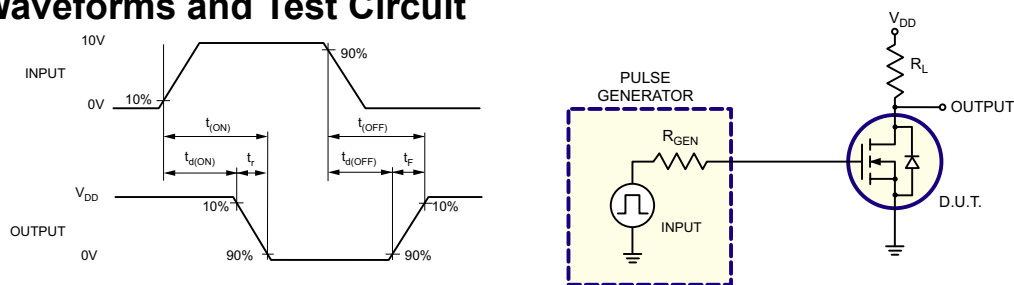 Waveforms and Test Circuit
10V
INPUT
0V
10%
90%
t(ON)
t(OFF)
td(ON)
tr
td(OFF)
tF
VDD
10%
10%
OUTPUT
0V
90%
90%
VDD
RL
OUTPUT
PULSE
GENERATOR
RGEN
INPUT
D.U.T.